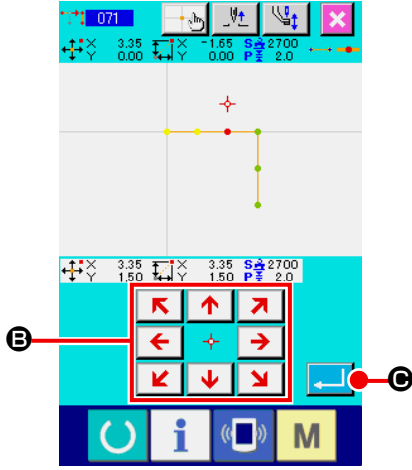 071
X 3.35 X -1.65 S 2700
Y 0.00 Y 0.00 P 2.0
X 3.35 X 3.35 S 2700
Y 1.50 Y 1.50 P 2.0
B
C
i M